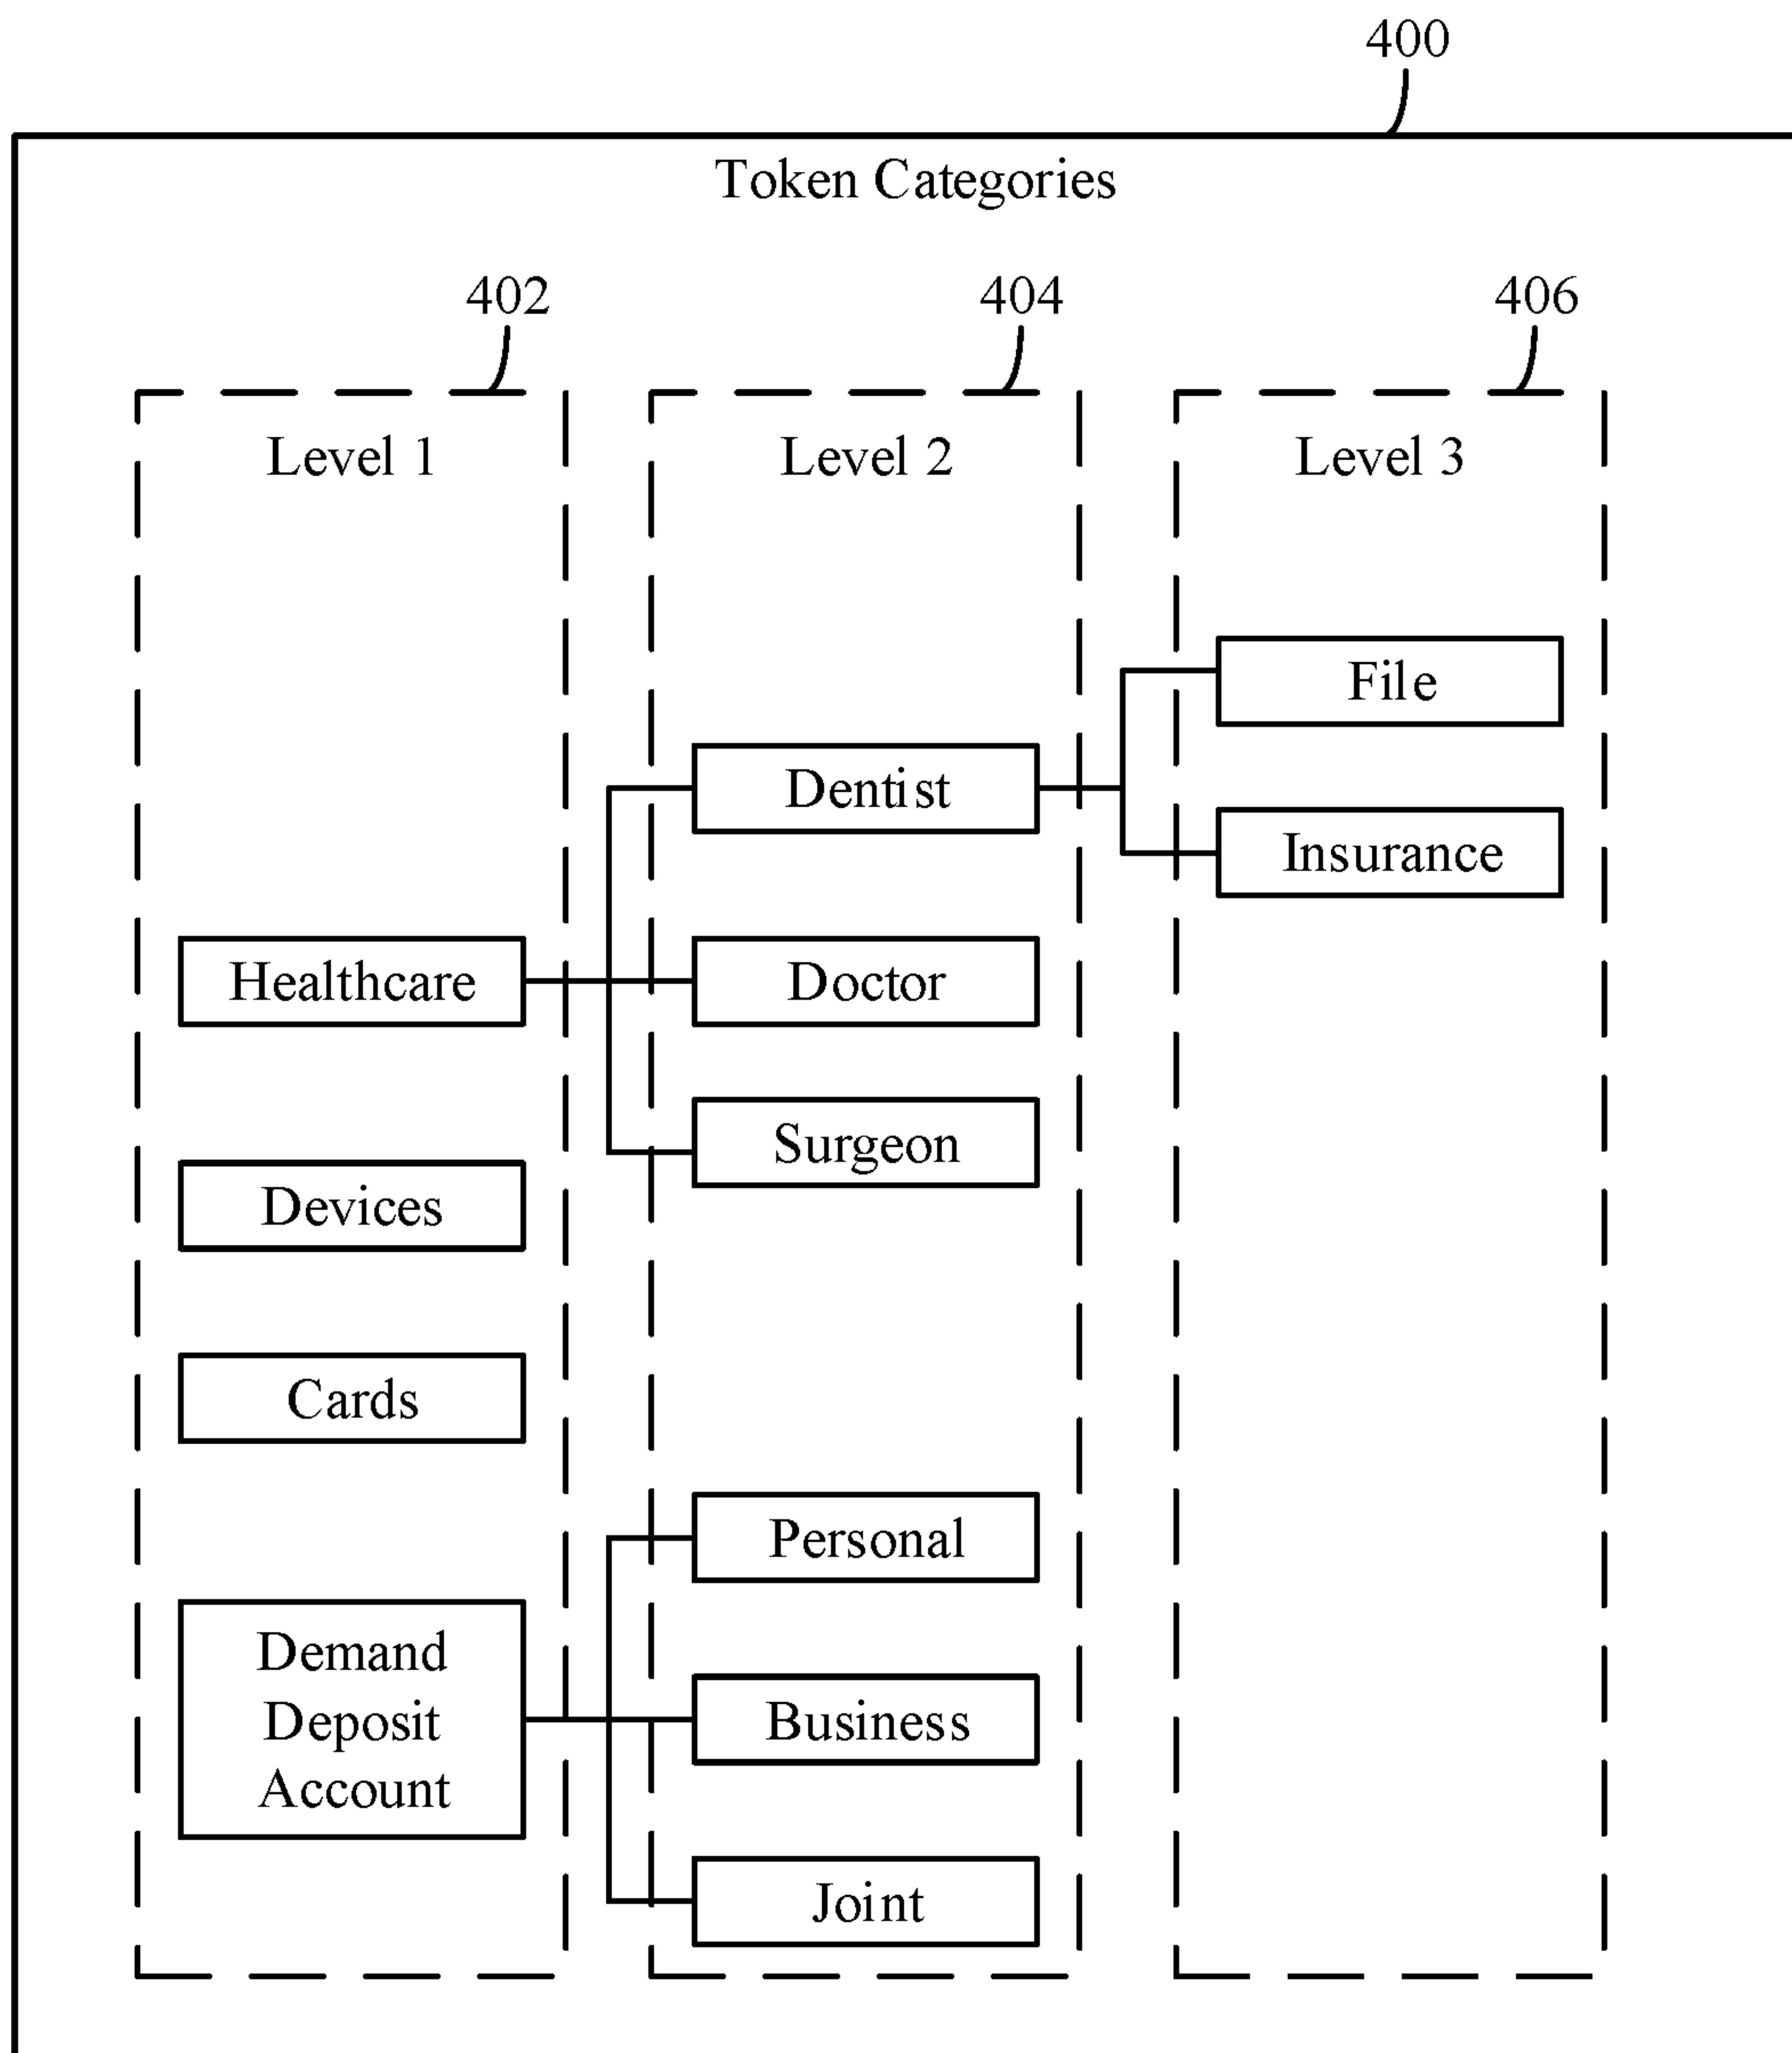 400
Token Categories
402
404
406
Level 1
Level 2
Level 3
File
Dentist
Insurance
Healthcare
Doctor
Surgeon
Devices
Cards
Personal
Demand
Deposit
Account
Business
Joint